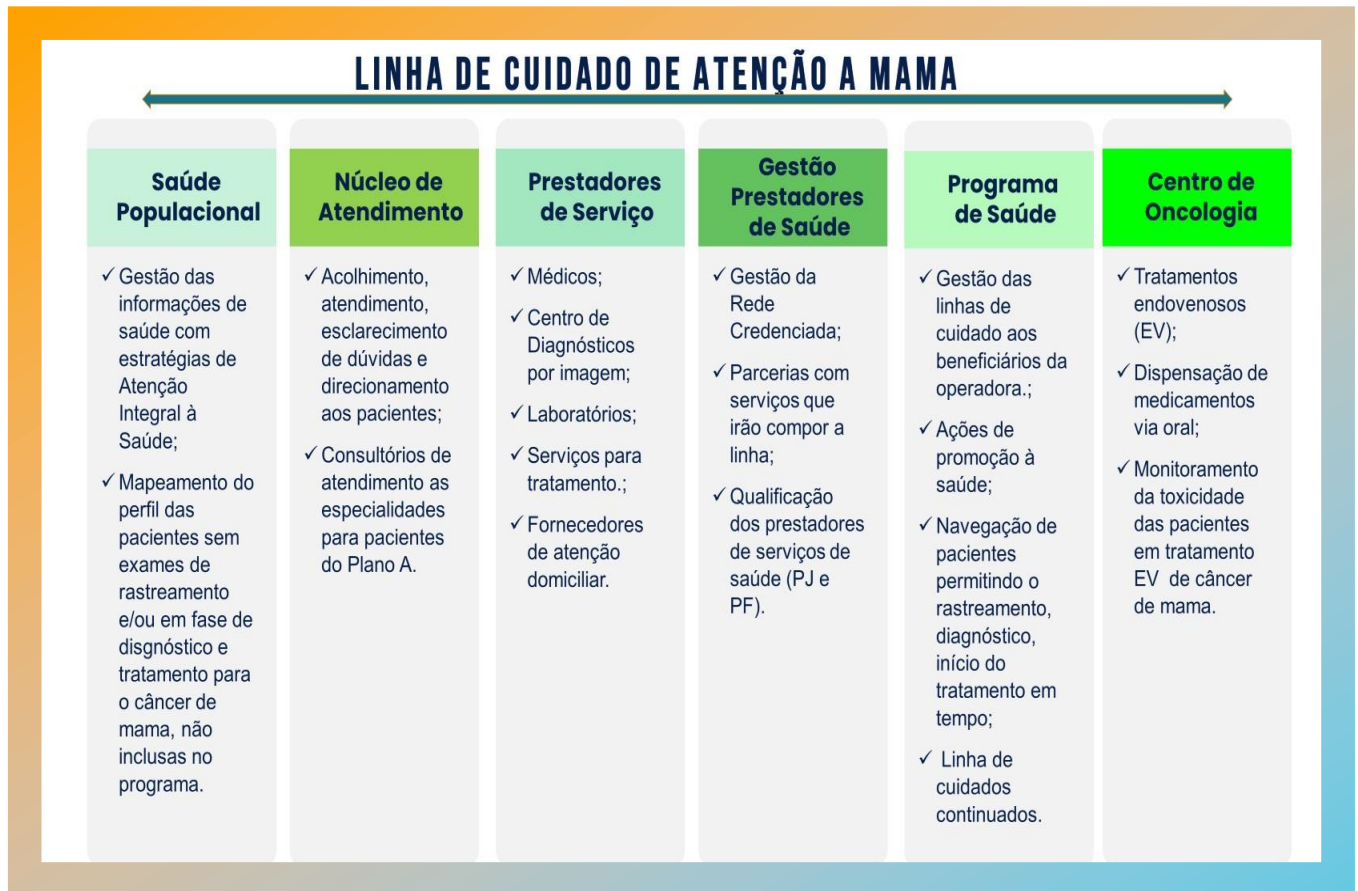 LINHA DE CUIDADO DE ATENÇÃO A MAMA
Saúde
Populacional
✓ Gestão das
informações de
saúde com
estratégias de
Atenção
Integral à
Saúde;
✓ Mapeamento do
perfil das
pacientes sem
exames de
rastreamento
e/ou em fase de
disgnóstico e
tratamento para
o câncer de
mama, não
inclusas no
programa.
Núcleo de
Atendimento
✓ Acolhimento,
atendimento,
esclarecimento
de dúvidas e
direcionamento
aos pacientes;
✓ Consultórios de
atendimento as
especialidades
para pacientes
do Plano A.
Prestadores
de Serviço
✓ Médicos;
✓ Centro de
Diagnósticos
por imagem;
✓ Laboratórios;
✓ Serviços para
tratamento.;
✓ Fornecedores
de atenção
domiciliar.
Gestão
Prestadores
de Saúde
✓ Gestão da
Rede
Credenciada;
✓ Parcerias com
serviços que
irão compor a
linha;
✓ Qualificação
dos prestadores
de serviços de
saúde (PJ e
PF).
Programa
de Saúde
✓ Gestão das
linhas de
cuidado aos
beneficiários da
operadora.;
✓ Ações de
promoção à
saúde;
✓ Navegação de
pacientes
permitindo o
rastreamento,
diagnóstico,
início do
tratamento em
tempo;
✓ Linha de
cuidados
continuados.
Centro de
Oncologia
✓ Tratamentos
endovenosos
(EV);
✓ Dispensação de
medicamentos
via oral;
✓ Monitoramento
da toxicidade
das pacientes
em tratamento
EV de câncer
de mama.